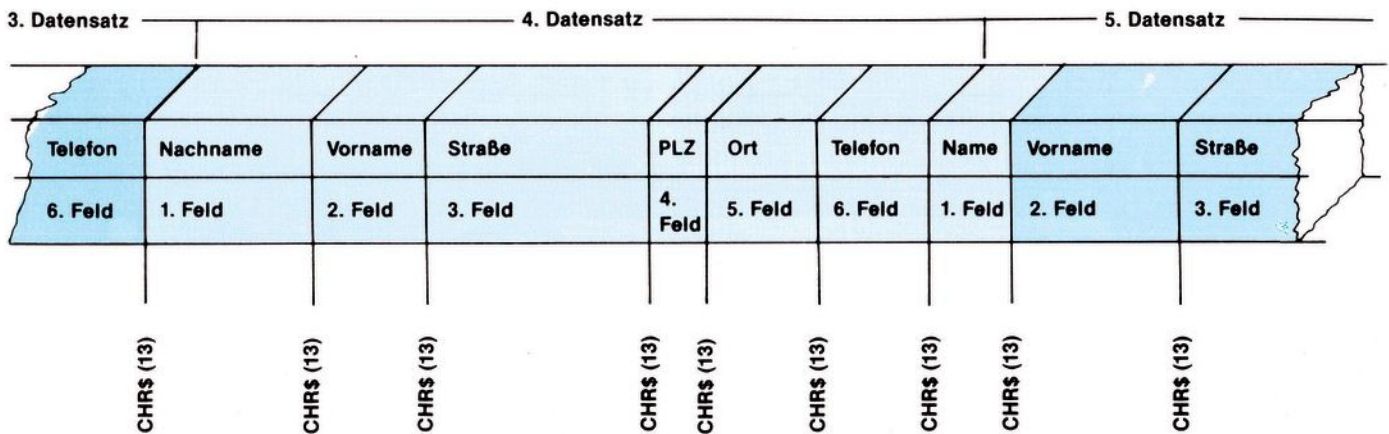 3. Datensatz 4. Datensatz 5. Datensatz
Telefon Nachname Vorname Straße PLZ Ort Telefon Name Vorname Straße
6. Feld 1. Feld 2. Feld 3. Feld 4. Feld 5. Feld 6. Feld 1. Feld 2. Feld 3. Feld
CHR$ (13) CHR$ (13) CHR$ (13) CHR$ (13) CHR$ (13) CHR$ (13) CHR$ (13) CHR$ (13) CHR$ (13)